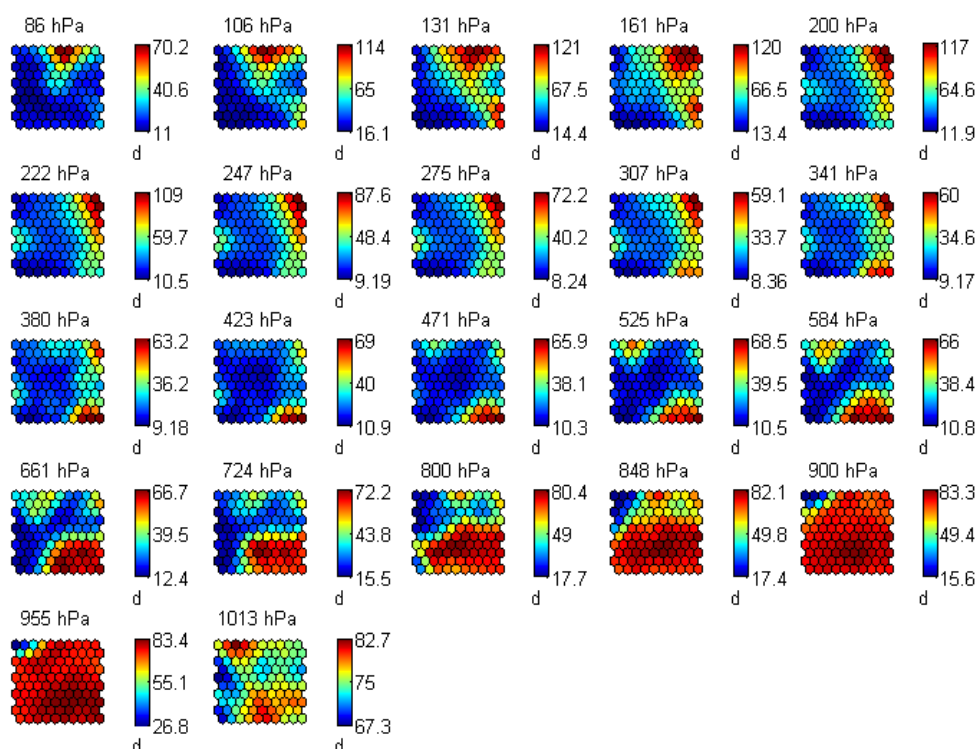 86 hPa 106 hPa 131 hPa 161 hPa 200 hPa
70.2 114 121 120 117
40.6 65 67.5 66.5 64.6
11 16.1 14.4 13.4 11.9
d d d d d
222 hPa 247 hPa 275 hPa 307 hPa 341 hPa
109 87.6 72.2 59.1 60
59.7 48.4 40.2 33.7 34.6
10.5 9.19 8.24 8.36 9.17
d d d d d
380 hPa 423 hPa 471 hPa 525 hPa 584 hPa
63.2 69 65.9 68.5 66
36.2 40 38.1 39.5 38.4
9.18 10.9 10.3 10.5 10.8
d d d d d
661 hPa 724 hPa 800 hPa 848 hPa 900 hPa
66.7 72.2 80.4 82.1 83.3
39.5 43.8 49 49.8 49.4
12.4 15.5 17.7 17.4 15.6
d d d d d
955 hPa 1013 hPa
83.4 82.7
55.1 75
26.8 67.3
d d